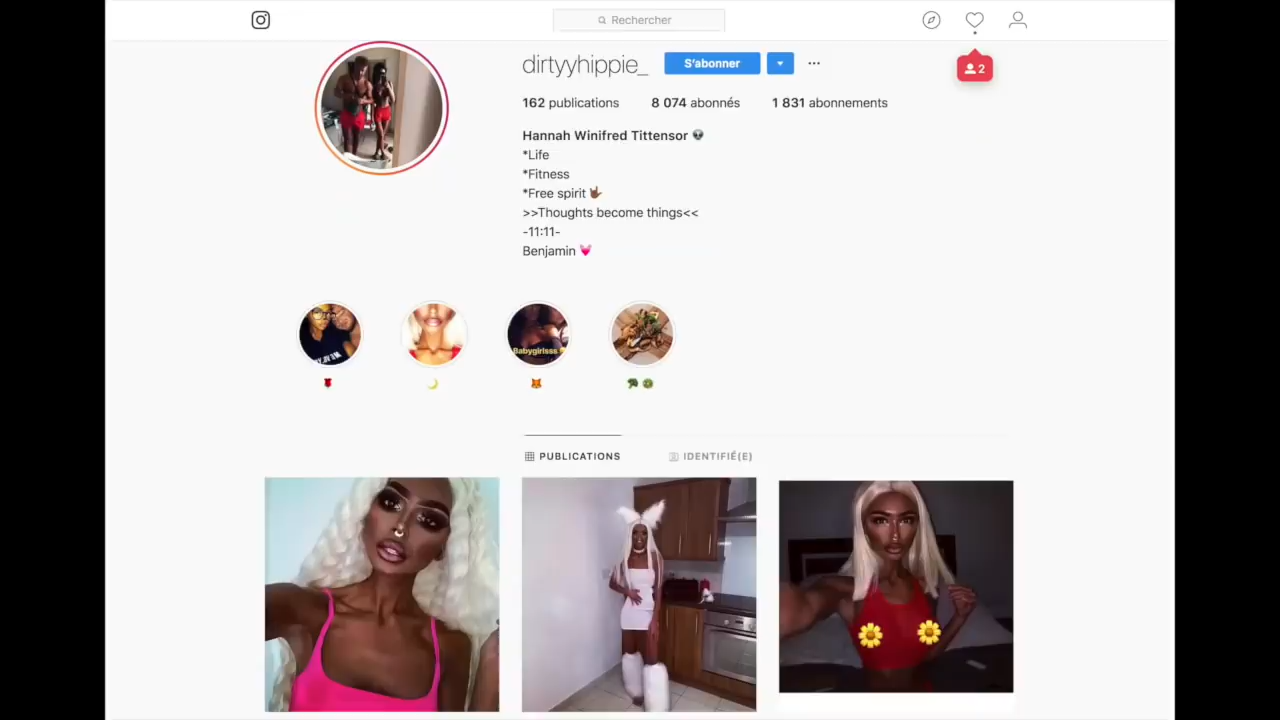 Rechercher
dirtyyhippie_ S'abonner
2
162 publications 8 074 abonnés 1 831 abonnements
Hannah Winifred Tittensor 👽
*Life
*Fitness
*Free spirit 🤟🏾
>>Thoughts become things<<
-11:11-
Benjamin 💓
Babygirlsss
PUBLICATIONS IDENTIFIÉ(E)